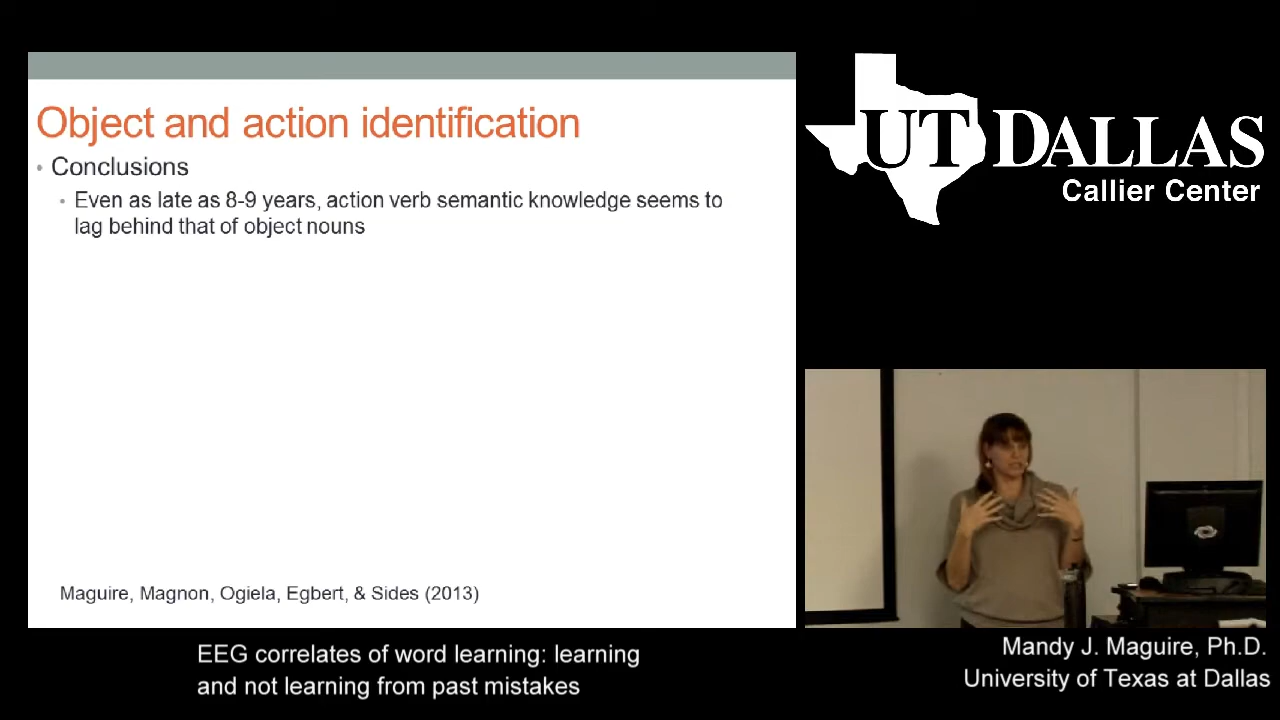 Object and action identification
• Conclusions
• Even as late as 8-9 years, action verb semantic knowledge seems to
lag behind that of object nouns
Maguire, Magnon, Ogiela, Egbert, & Sides (2013)
UT DALLAS
Callier Center
EEG correlates of word learning: learning
and not learning from past mistakes
Mandy J. Maguire, Ph.D.
University of Texas at Dallas